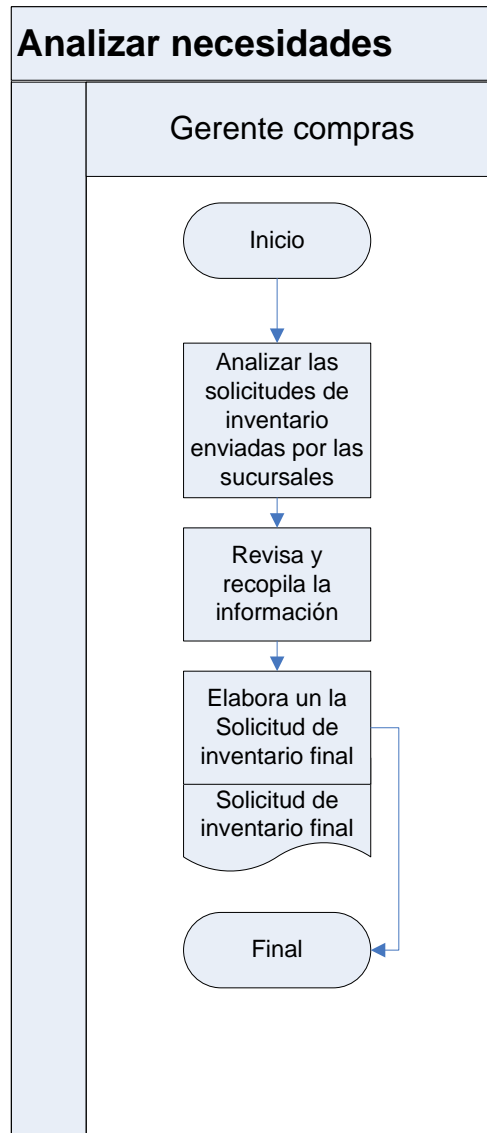 Analizar necesidades
Gerente compras
Inicio
Analizar las
solicitudes de
inventario
enviadas por las
sucursales
Revisa y
recopila la
información
Elabora un la
Solicitud de
inventario final
Solicitud de
inventario final
Final